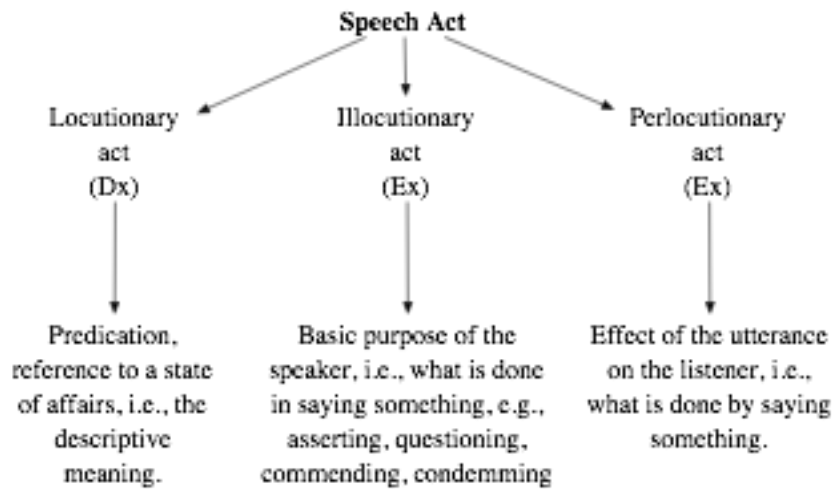 Speech Act
Locutionary
act
(Dx)
Illocutionary
act
(Ex)
Perlocutionary
act
(Ex)
Predication,
reference to a state
of affairs, i.e., the
descriptive
meaning.
Basic purpose of the
speaker, i.e., what is done
in saying something, e.g.,
asserting, questioning,
commending, condemming
Effect of the utterance
on the listener, i.e.,
what is done by saying
something.